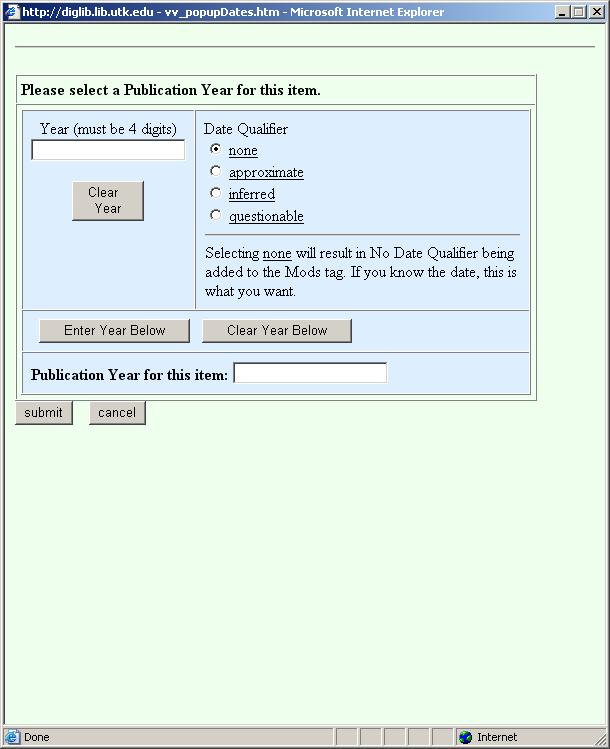 http://diglib.lib.utk.edu - vv_popupDates.htm - Microsoft Internet Explorer
Please select a Publication Year for this item.
Year (must be 4 digits)
Clear
Year
Date Qualifier
none
approximate
inferred
questionable
Selecting none will result in No Date Qualifier being
added to the Mods tag. If you know the date, this is
what you want.
Enter Year Below
Clear Year Below
Publication Year for this item:
submit
cancel
Done
Internet